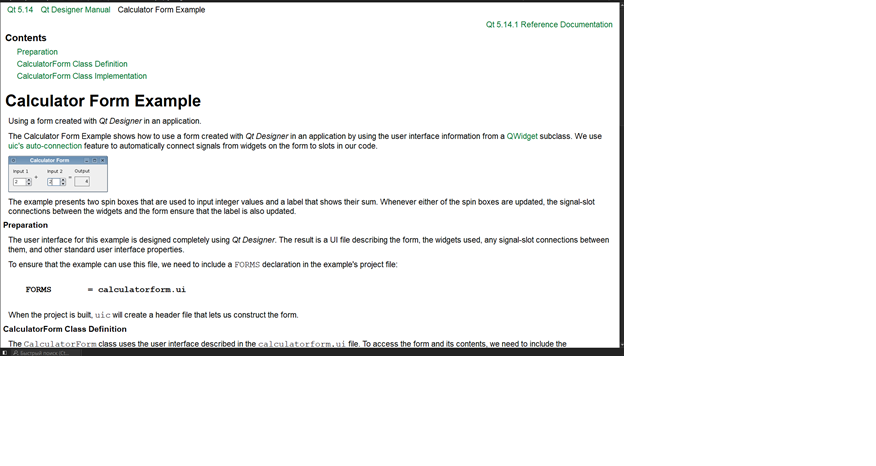 Qt 5.14 Qt Designer Manual Calculator Form Example
Qt 5.14.1 Reference Documentation
Contents
Preparation
CalculatorForm Class Definition
CalculatorForm Class Implementation
Calculator Form Example
Using a form created with Qt Designer in an application.
The Calculator Form Example shows how to use a form created with Qt Designer in an application by using the user interface information from a QWidget subclass. We use
uic's auto-connection feature to automatically connect signals from widgets on the form to slots in our code.
Calculator Form
Input 1 Input 2 Output
2 + 2 = 4
The example presents two spin boxes that are used to input integer values and a label that shows their sum. Whenever either of the spin boxes are updated, the signal-slot
connections between the widgets and the form ensure that the label is also updated.
Preparation
The user interface for this example is designed completely using Qt Designer. The result is a UI file describing the form, the widgets used, any signal-slot connections between
them, and other standard user interface properties.
To ensure that the example can use this file, we need to include a FORMS declaration in the example's project file:
FORMS = calculatorform.ui
When the project is built, uic will create a header file that lets us construct the form.
CalculatorForm Class Definition
The CalculatorForm class uses the user interface described in the calculatorform.ui file. To access the form and its contents, we need to include the
Быстрый поиск (Ct...